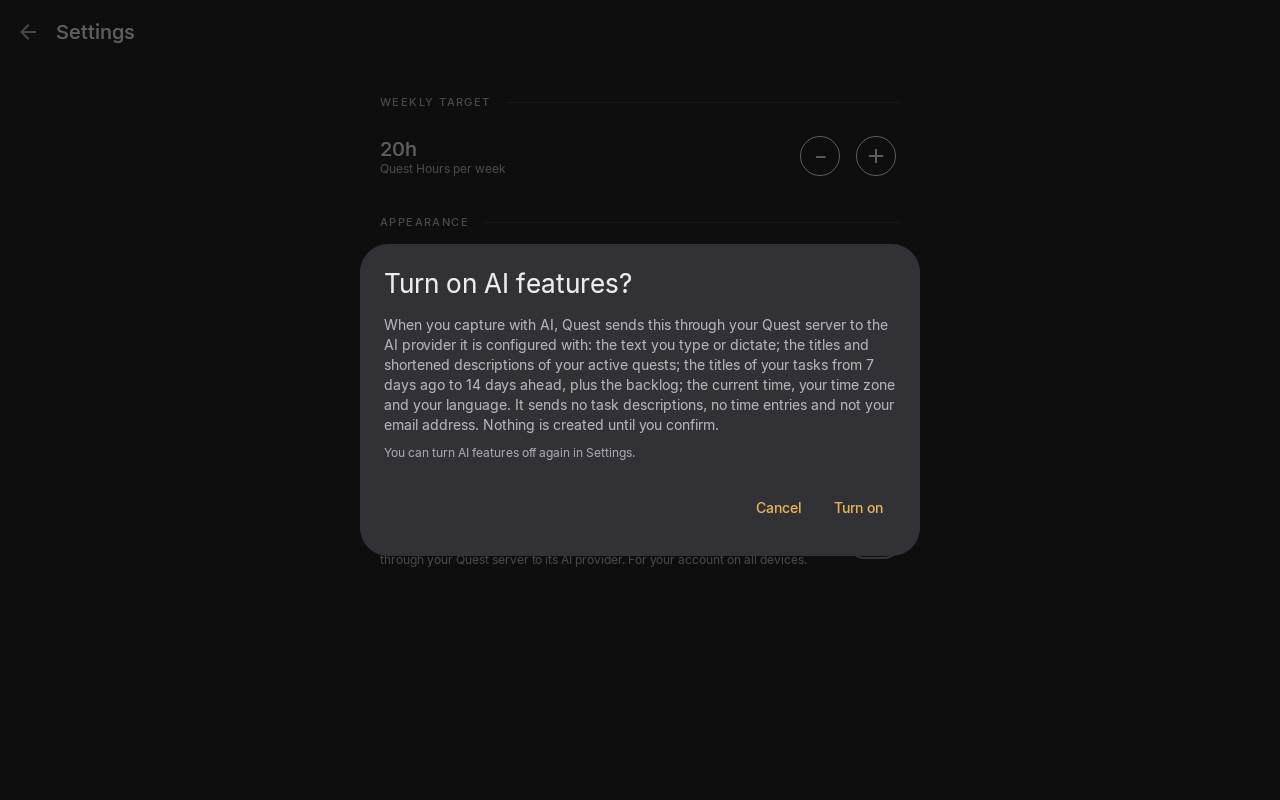 Settings
WEEKLY TARGET
20h
Quest Hours per week
APPEARANCE
Turn on AI features?
When you capture with AI, Quest sends this through your Quest server to the
AI provider it is configured with: the text you type or dictate; the titles and
shortened descriptions of your active quests; the titles of your tasks from 7
days ago to 14 days ahead, plus the backlog; the current time, your time zone
and your language. It sends no task descriptions, no time entries and not your
email address. Nothing is created until you confirm.
You can turn AI features off again in Settings.
Cancel Turn on
through your Quest server to its AI provider. For your account on all devices.